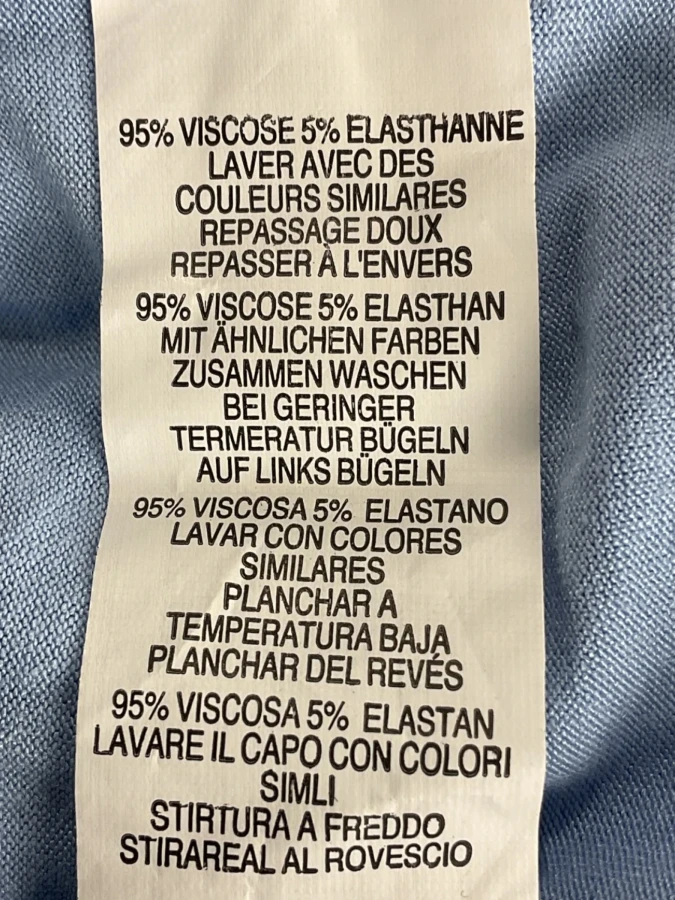 95% VISCOSE 5% ELASTHANNE
LAVER AVEC DES
COULEURS SIMILARES
REPASSAGE DOUX
REPASSER À L'ENVERS
95% VISCOSE 5% ELASTHAN
MIT ÄHNLICHEN FARBEN
ZUSAMMEN WASCHEN
BEI GERINGER
TERMERATUR BÜGELN
AUF LINKS BÜGELN
95% VISCOSA 5% ELASTANO
LAVAR CON COLORES
SIMILARES
PLANCHAR A
TEMPERATURA BAJA
PLANCHAR DEL REVÉS
95% VISCOSA 5% ELASTAN
LAVARE IL CAPO CON COLORI
SIMLI
STIRTURA A FREDDO
STIRAREAL AL ROVESCIO